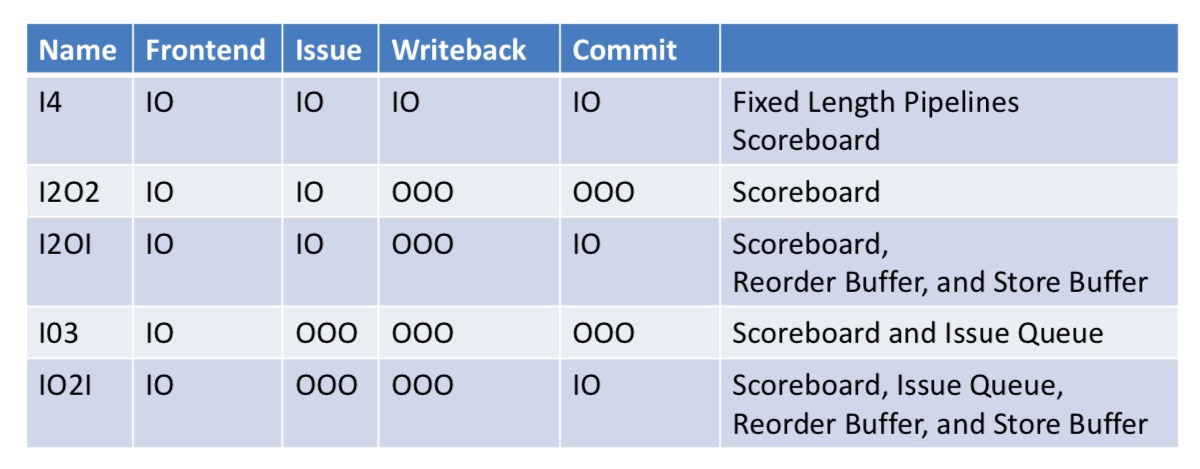 Name Frontend Issue Writeback Commit
I4 IO IO IO IO Fixed Length Pipelines
Scoreboard
I2O2 IO IO OOO OOO Scoreboard
I2OI IO IO OOO IO Scoreboard,
Reorder Buffer, and Store Buffer
I03 IO OOO OOO OOO Scoreboard and Issue Queue
IO2I IO OOO OOO IO Scoreboard, Issue Queue,
Reorder Buffer, and Store Buffer